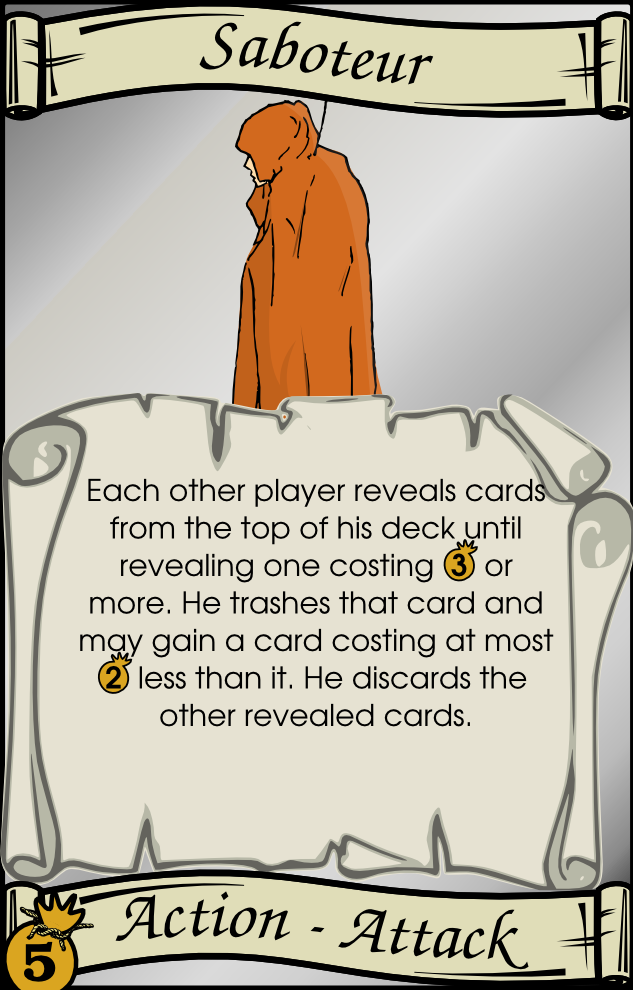 Saboteur
Each other player reveals cards
from the top of his deck until
revealing one costing 3 or
more. He trashes that card and
may gain a card costing at most
2 less than it. He discards the
other revealed cards.
Action - Attack
5